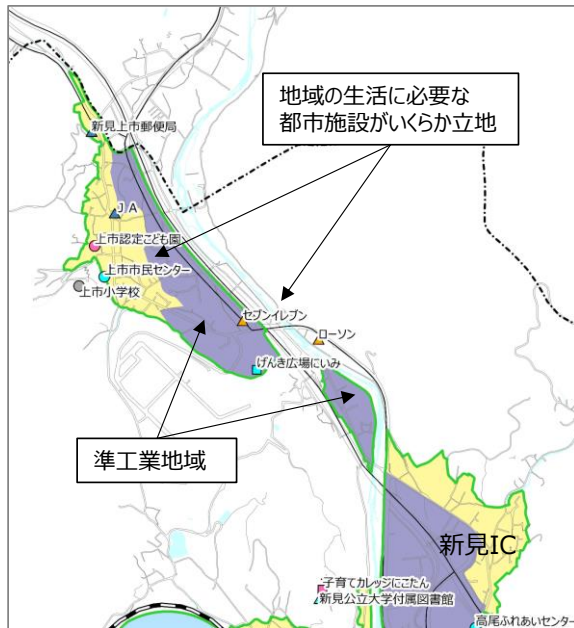 地域の生活に必要な
都市施設がいくらか立地
新見上市郵便局
JA
上市認定こども園
上市市民センター
上市小学校
セブンイレブン
ローソン
げんき広場にいみ
準工業地域
新見IC
子育てカレッジにこたん
新見公立大学付属図書館
高尾ふれあいセンター